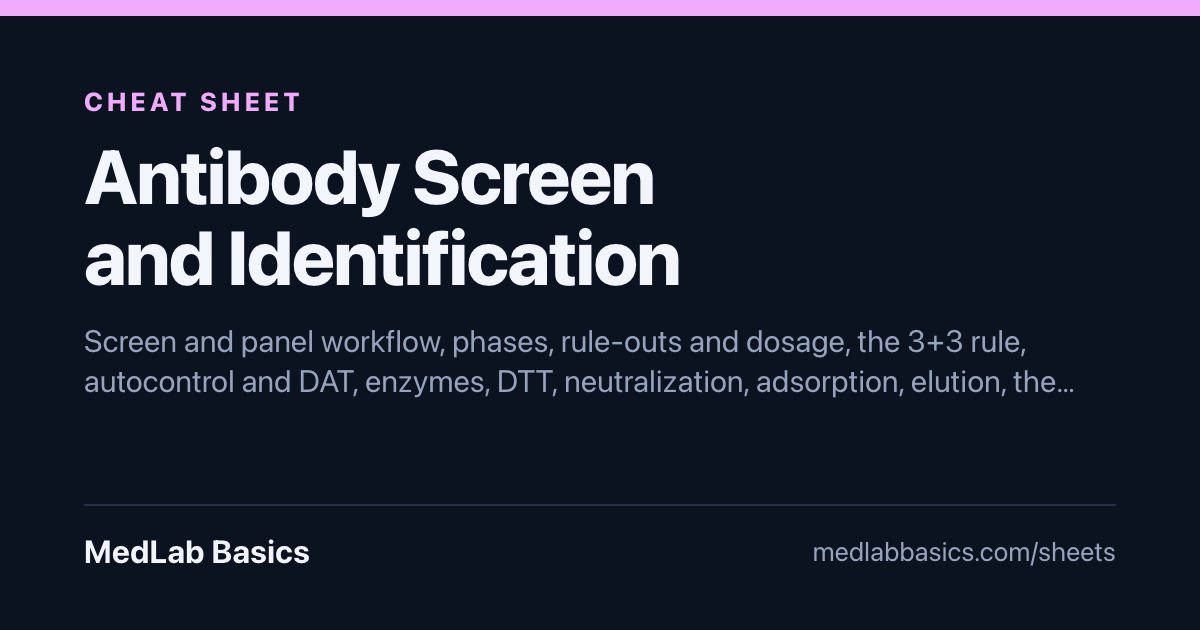 CHEAT SHEET
Antibody Screen
and Identification
Screen and panel workflow, phases, rule-outs and dosage, the 3+3 rule,
autocontrol and DAT, enzymes, DTT, neutralization, adsorption, elution, the…
MedLab Basics
medlabbasics.com/sheets